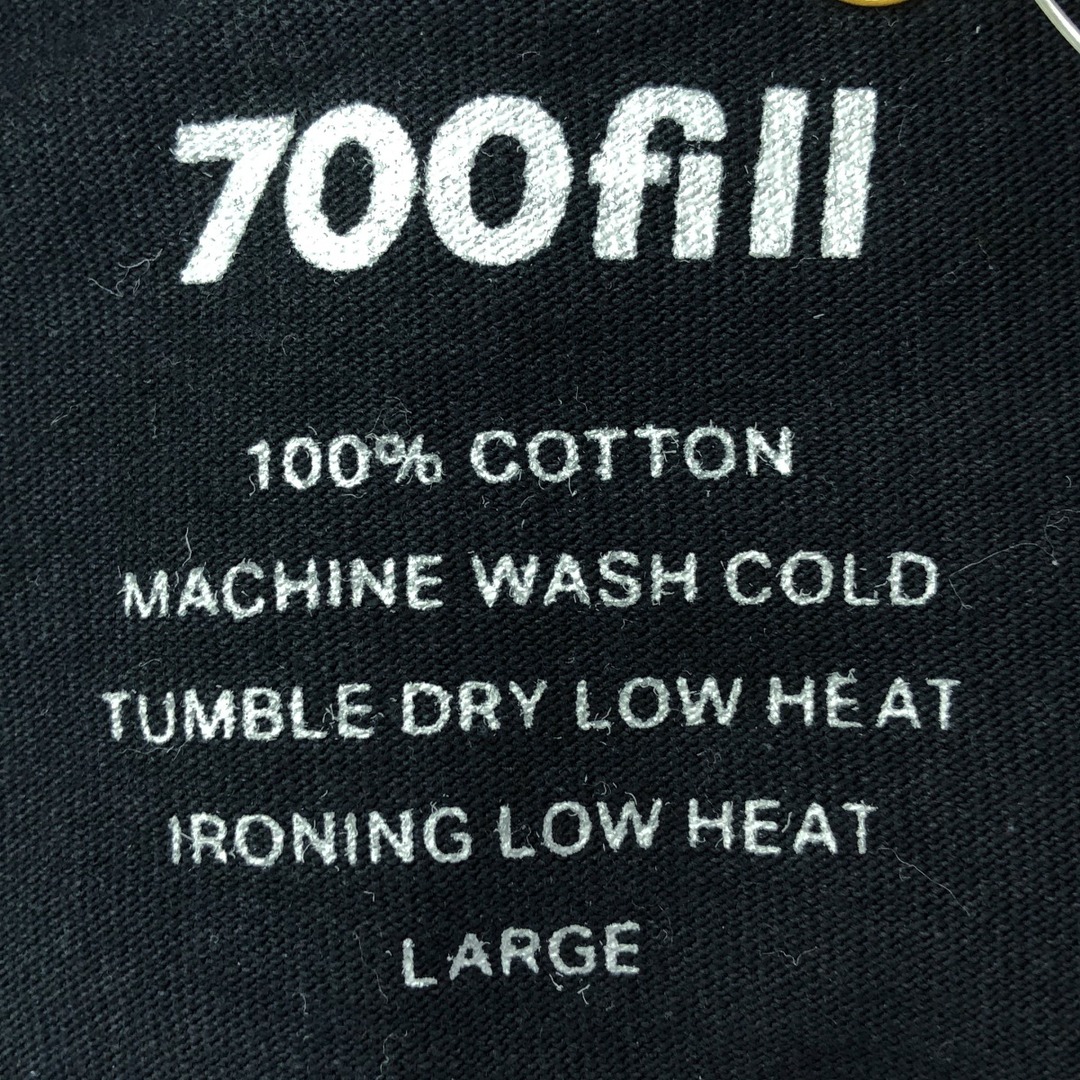 700fill
100% COTTON
MACHINE WASH COLD
TUMBLE DRY LOW HEAT
IRONING LOW HEAT
LARGE